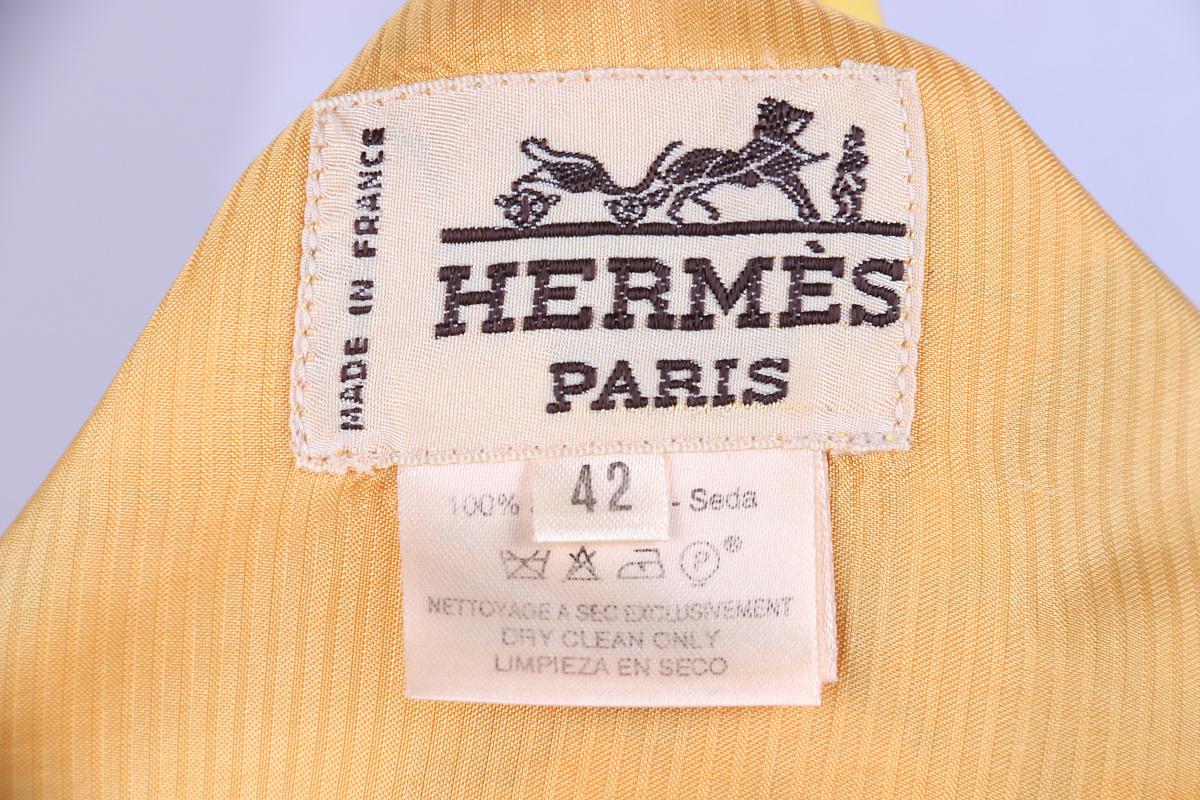 MADE IN FRANCE
HERMÈS
PARIS
42
100% - Seda
P ®
NETTOYAGE A SEC EXCLUSIVEMENT
DRY CLEAN ONLY
LIMPIEZA EN SECO